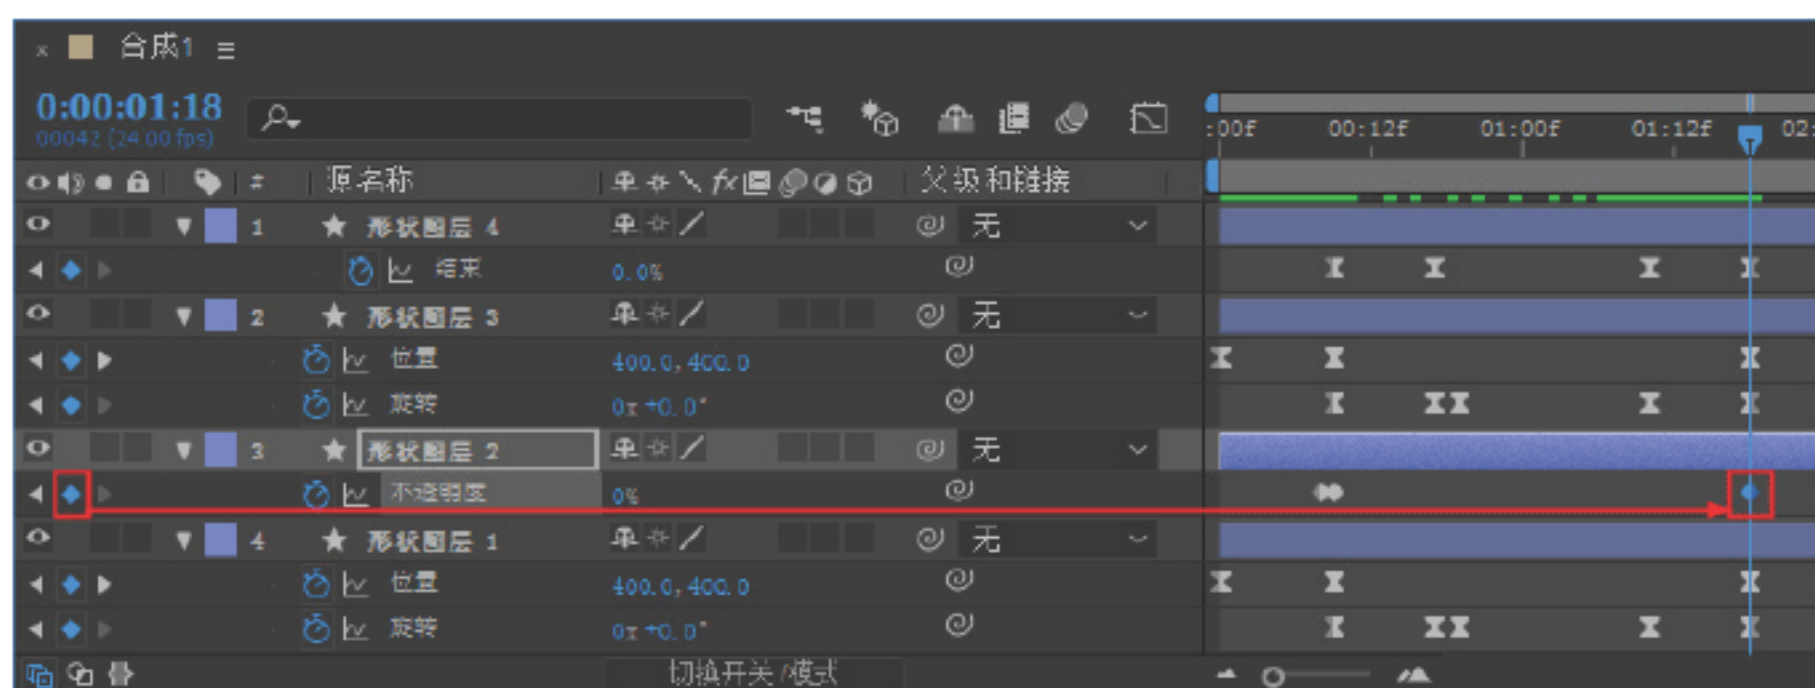 合成1
0:00:01:18
00042 (24.00 fps)
:00f 00:12f 01:00f 01:12f 02:
# 源名称 父级和链接
1 形状图层 4 无
结束 0.0%
2 形状图层 3 无
位置 400.0,400.0
旋转 0x+0.0°
3 形状图层 2 无
不透明度 0%
4 形状图层 1 无
位置 400.0,400.0
旋转 0x+0.0°
切换开关/模式